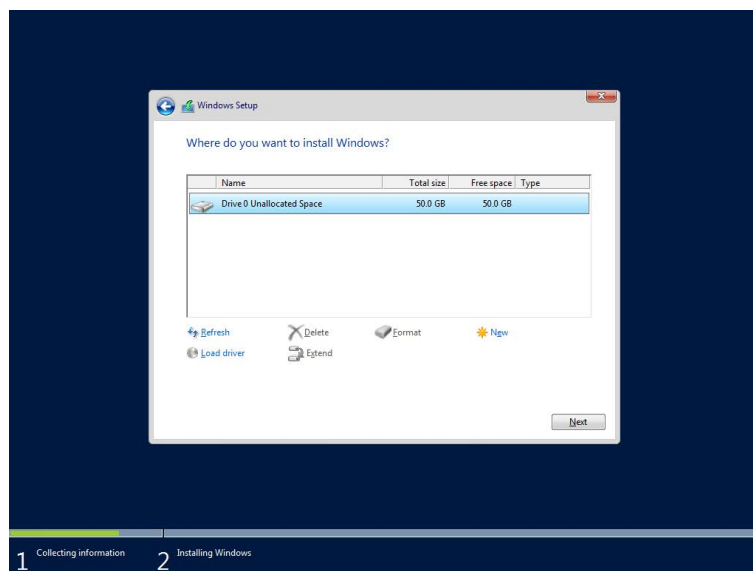 Windows Setup
Where do you want to install Windows?
Name Total size Free space Type
Drive 0 Unallocated Space 50.0 GB 50.0 GB
Refresh Delete Format New
Load driver Extend
Next
1 Collecting information 2 Installing Windows